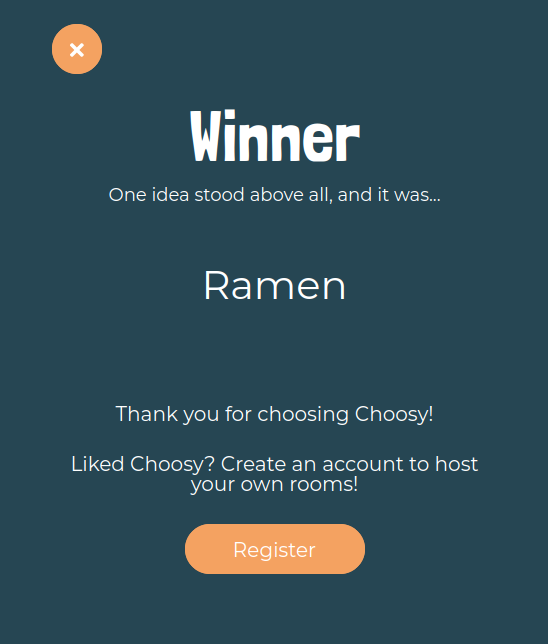 Winner
One idea stood above all, and it was...
Ramen
Thank you for choosing Choosy!
Liked Choosy? Create an account to host
your own rooms!
Register